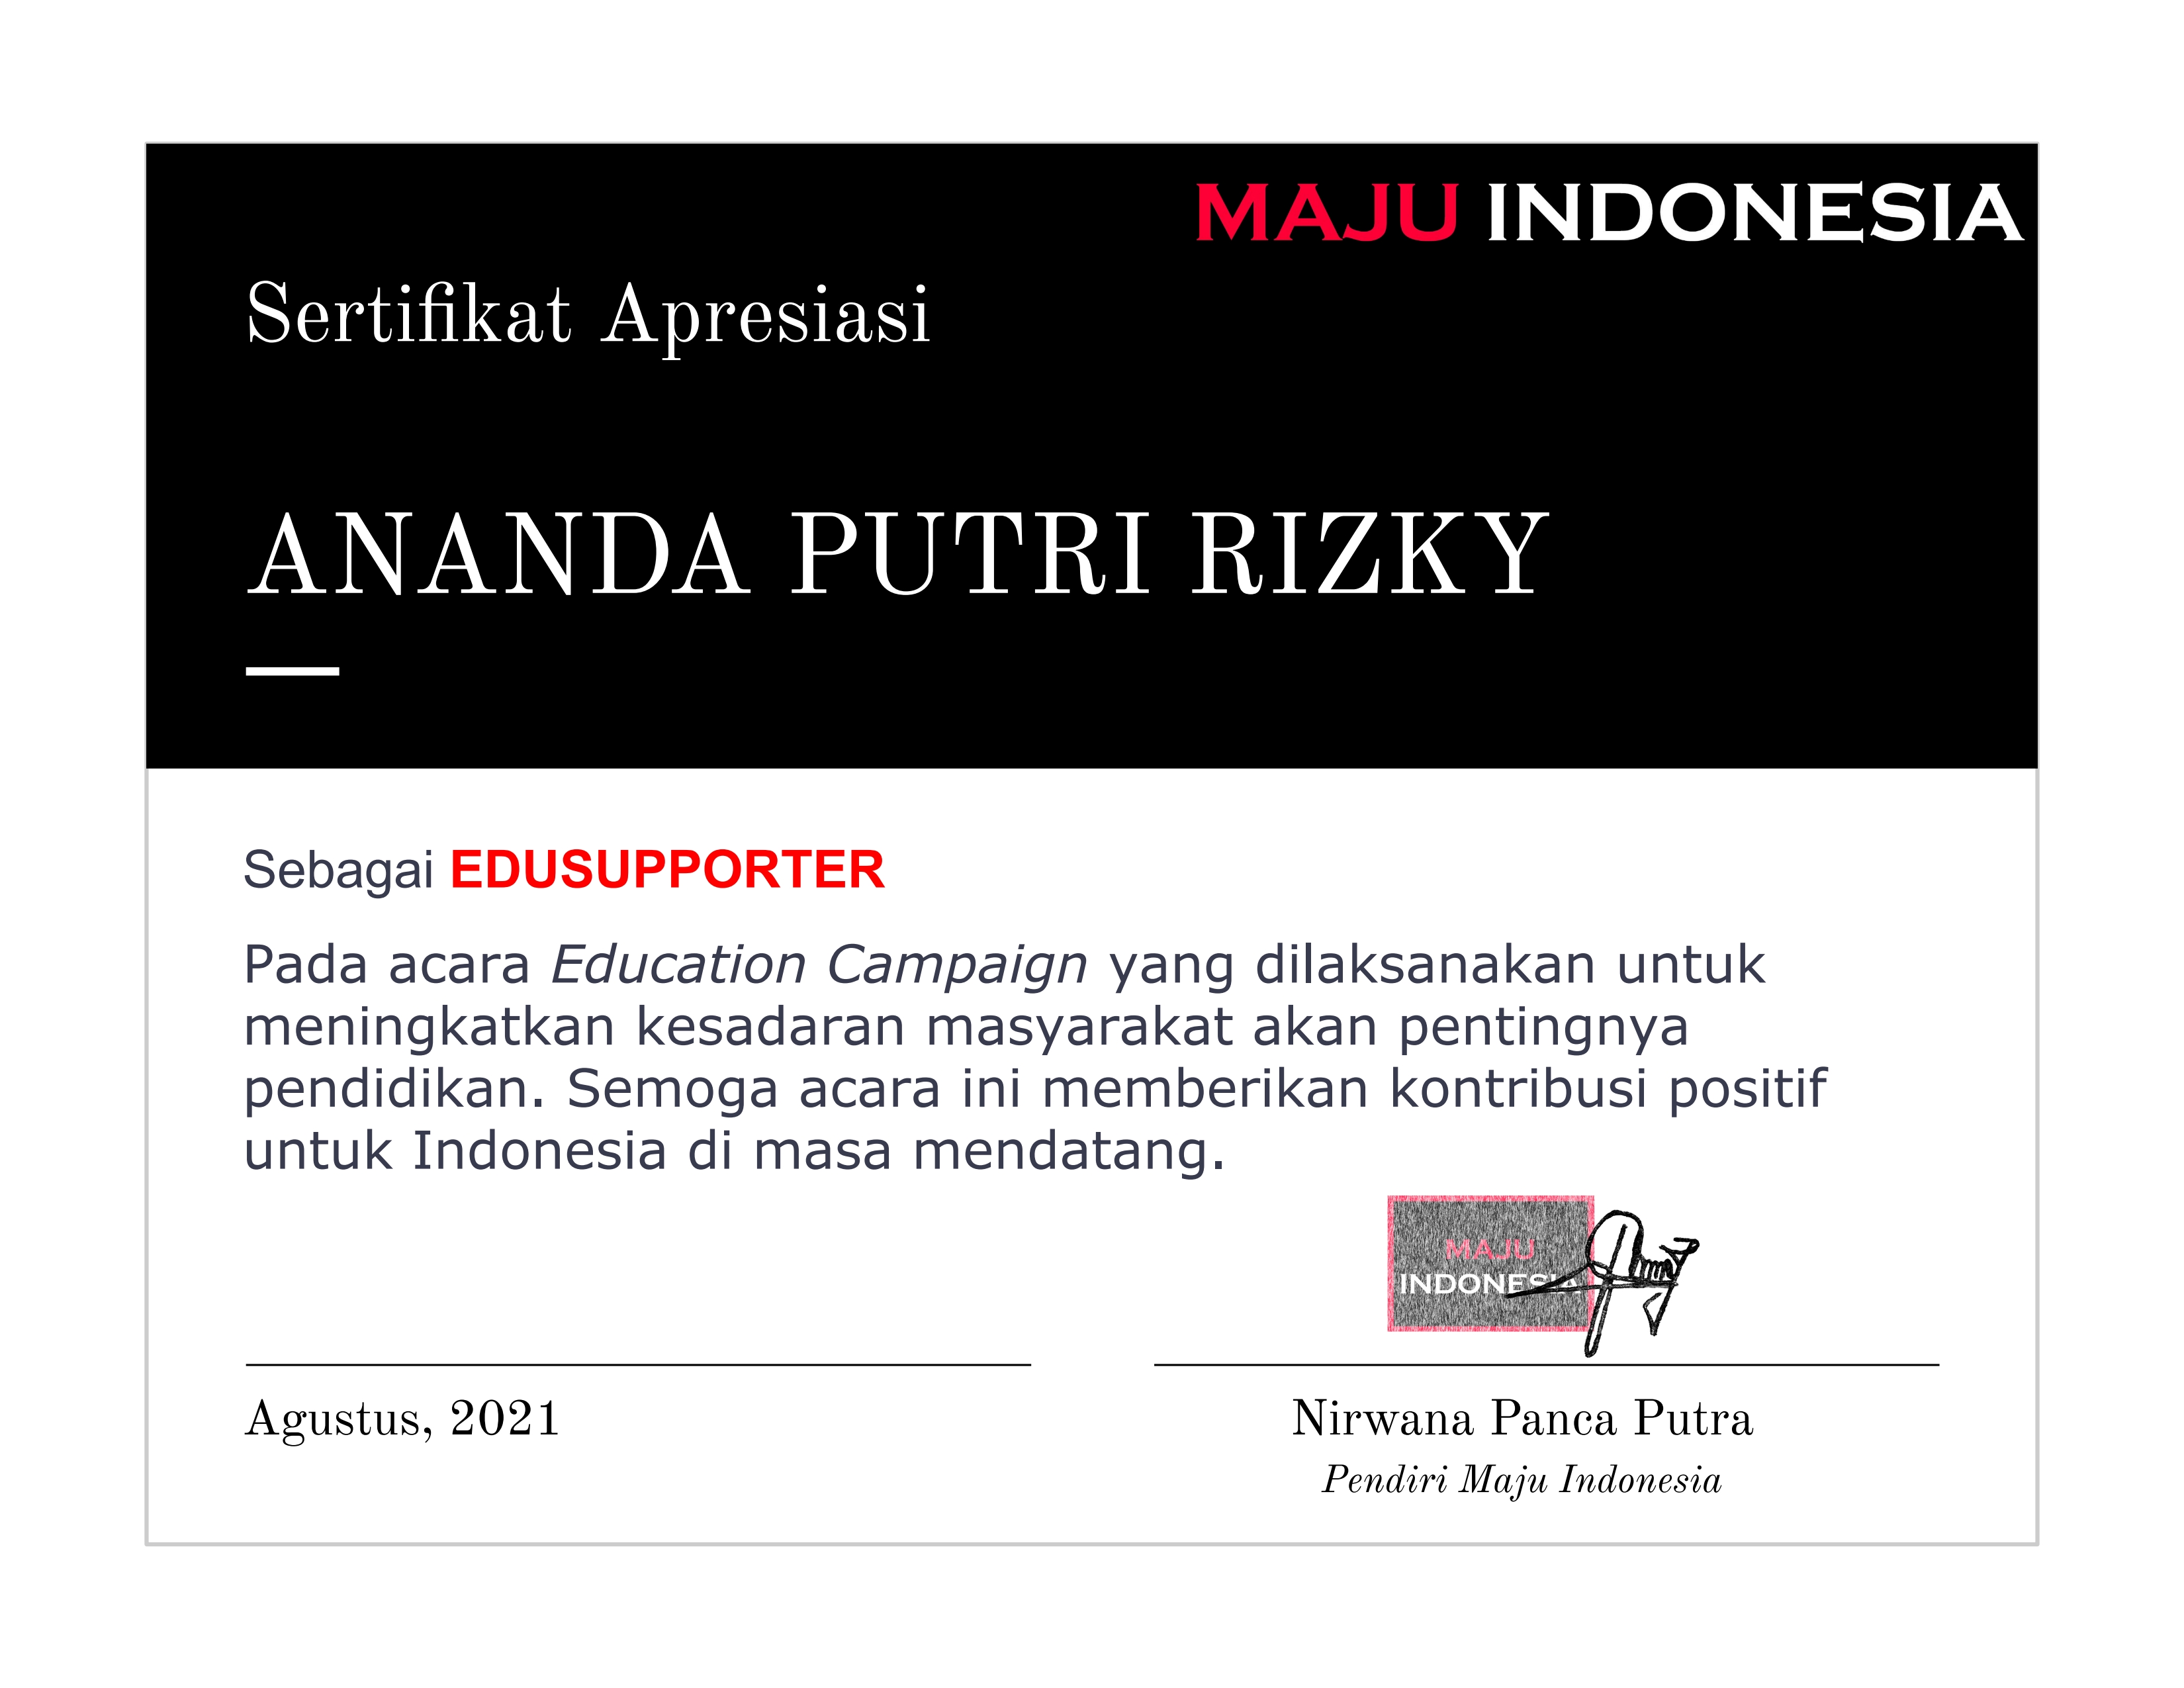 MAJU INDONESIA
Sertifikat Apresiasi
ANANDA PUTRI RIZKY
Sebagai EDUSUPPORTER
Pada acara Education Campaign yang dilaksanakan untuk
meningkatkan kesadaran masyarakat akan pentingnya
pendidikan. Semoga acara ini memberikan kontribusi positif
untuk Indonesia di masa mendatang.
MAJU
INDONESIA
Agustus, 2021
Nirwana Panca Putra
Pendiri Maju Indonesia